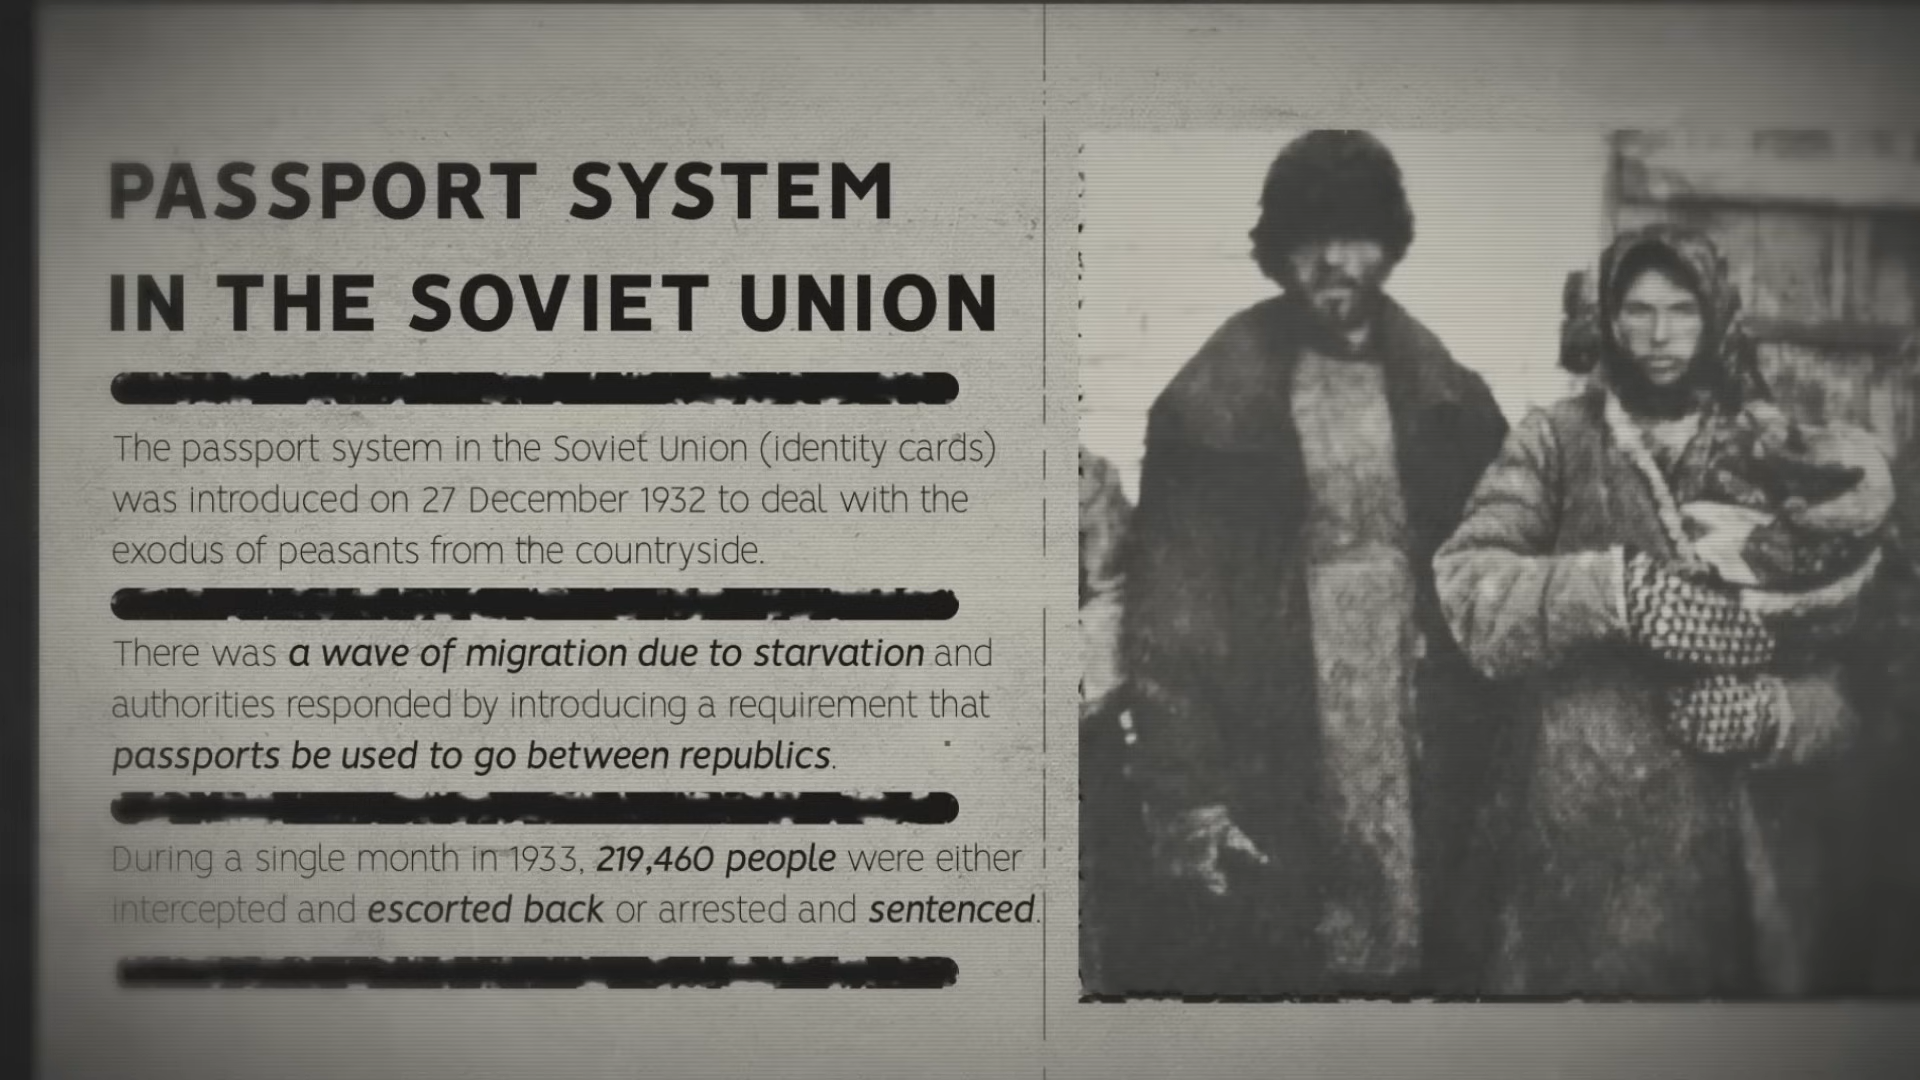 PASSPORT SYSTEM
IN THE SOVIET UNION
The passport system in the Soviet Union (identity cards)
was introduced on 27 December 1932 to deal with the
exodus of peasants from the countryside.
There was a wave of migration due to starvation and
authorities responded by introducing a requirement that
passports be used to go between republics.
During a single month in 1933, 219,460 people were either
intercepted and escorted back or arrested and sentenced.